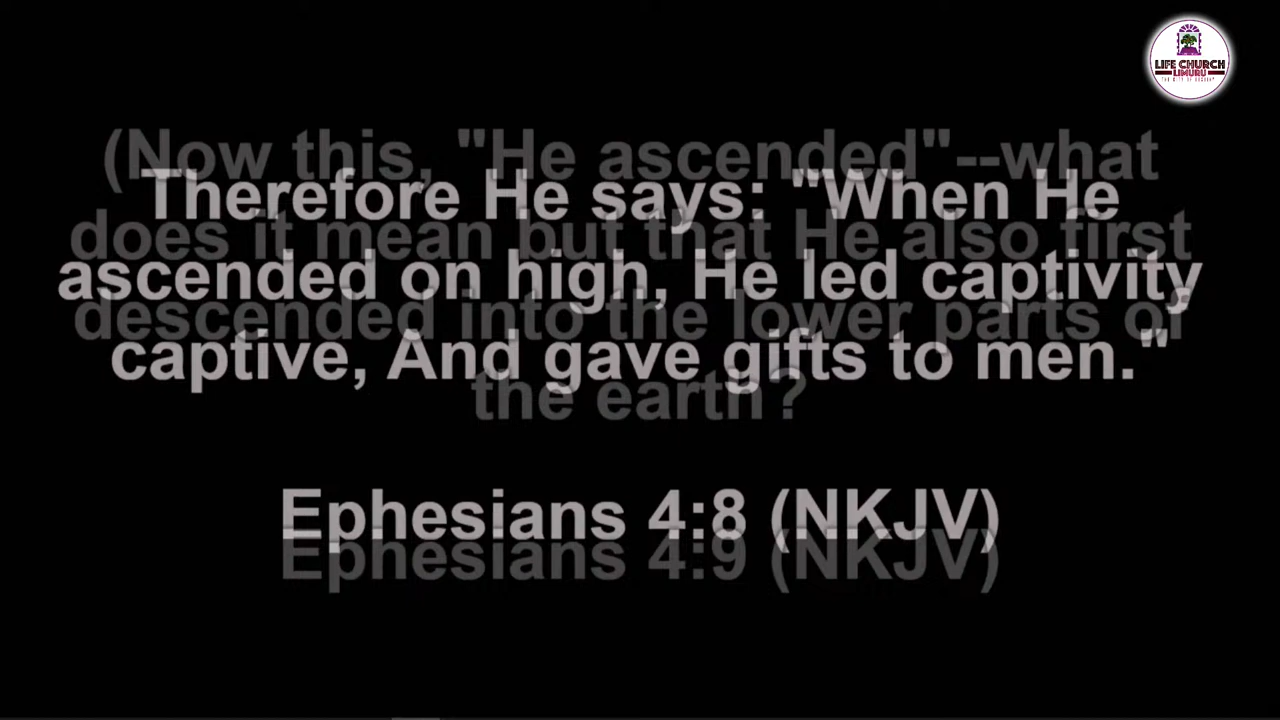 LIFE CHURCH
LIMURU
(Now this, "He ascended"--what
does it mean but that He also first
descended into the lower parts of
the earth?
Ephesians 4:9 (NKJV)
Therefore He says: "When He
ascended on high, He led captivity
captive, And gave gifts to men."
Ephesians 4:8 (NKJV)